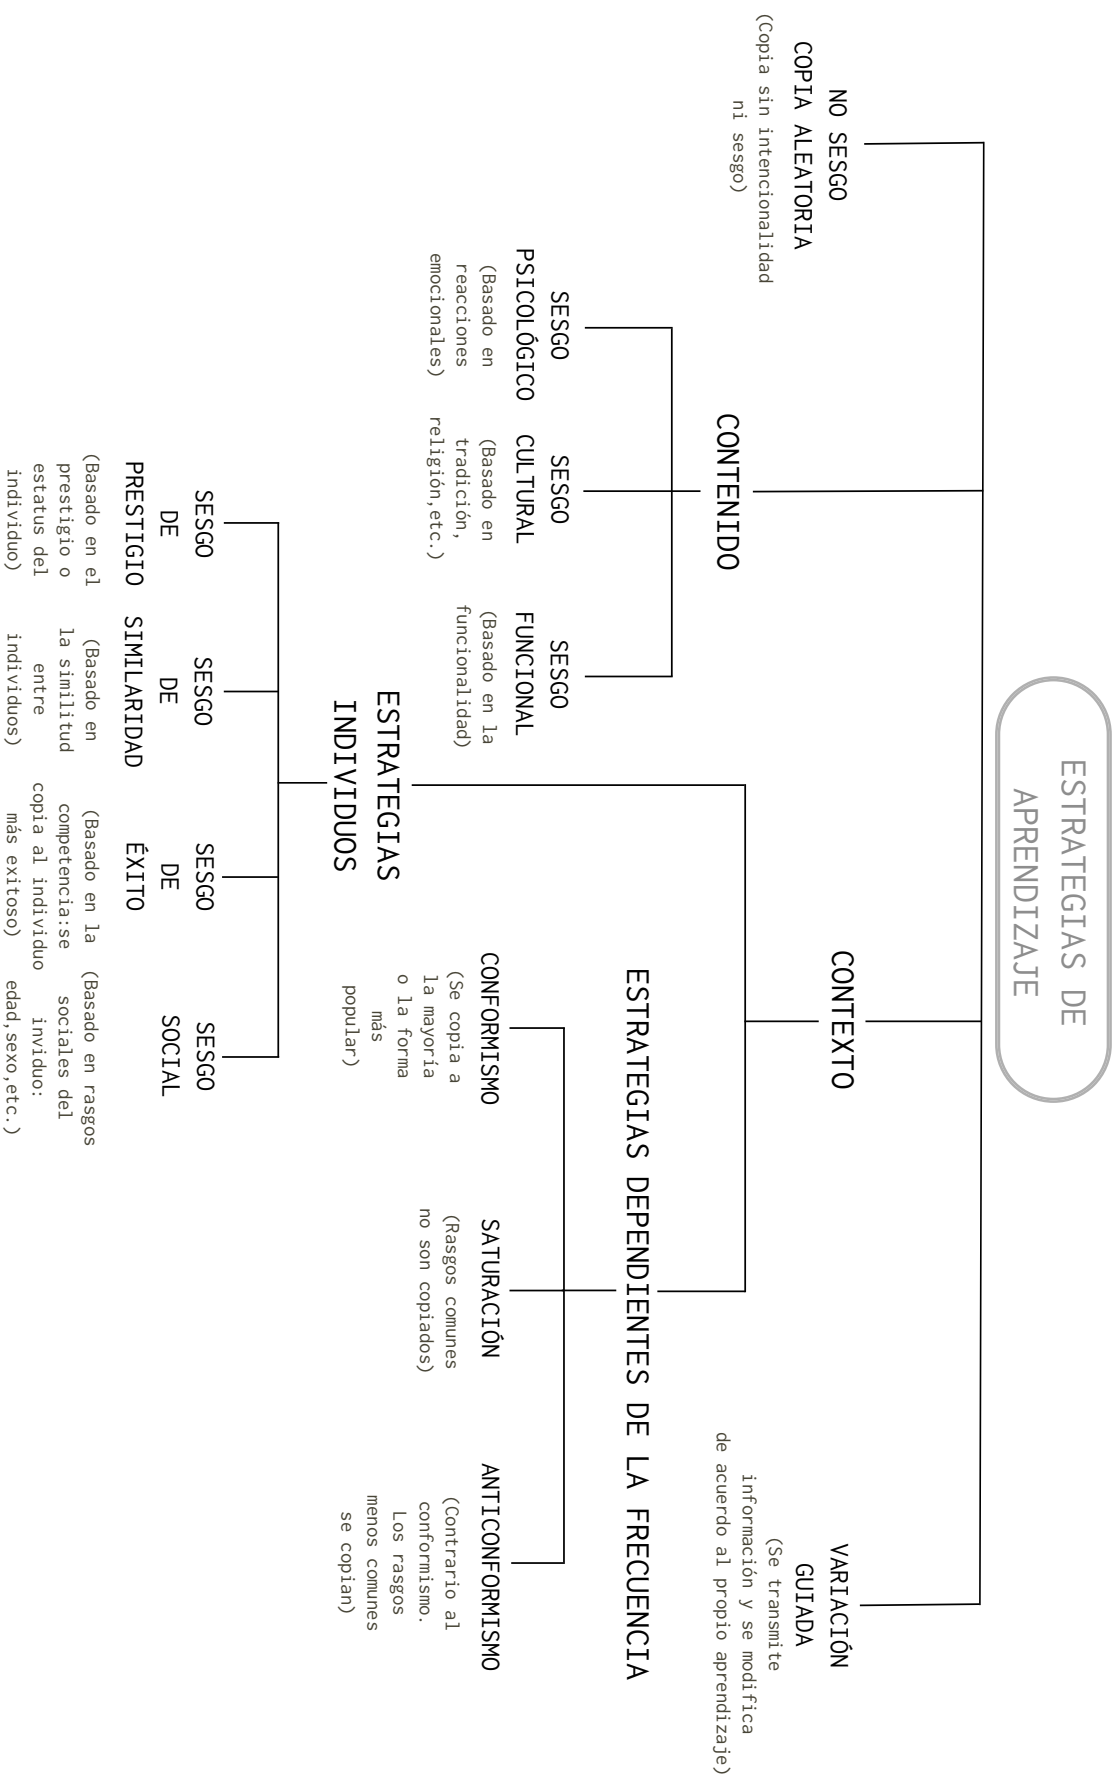 ESTRATEGIAS DE
APRENDIZAJE
NO SESGO
COPIA ALEATORIA
(Copia sin intencionalidad
ni sesgo)
CONTENIDO
SESGO
PSICOLÓGICO
(Basado en
reacciones
emocionales)
SESGO
CULTURAL
(Basado en
tradición,
religión,etc.)
SESGO
FUNCIONAL
(Basado en la
funcionalidad)
CONTEXTO
ESTRATEGIAS
INDIVIDUOS
SESGO
DE
PRESTIGIO
(Basado en el
prestigio o
estatus del
individuo)
SESGO
DE
SIMILARIDAD
(Basado en
la similitud
entre
individuos)
SESGO
DE
ÉXITO
(Basado en la
competencia:se
copia al individuo
más exitoso)
SESGO
SOCIAL
(Basado en rasgos
sociales del
inviduo:
edad,sexo,etc.)
ESTRATEGIAS DEPENDIENTES DE LA FRECUENCIA
CONFORMISMO
(Se copia a
la mayoría
o la forma
más
popular)
SATURACIÓN
(Rasgos comunes
no son copiados)
ANTICONFORMISMO
(Contrario al
conformismo.
Los rasgos
menos comunes
se copian)
VARIACIÓN
GUIADA
(Se transmite
información y se modifica
de acuerdo al propio aprendizaje)